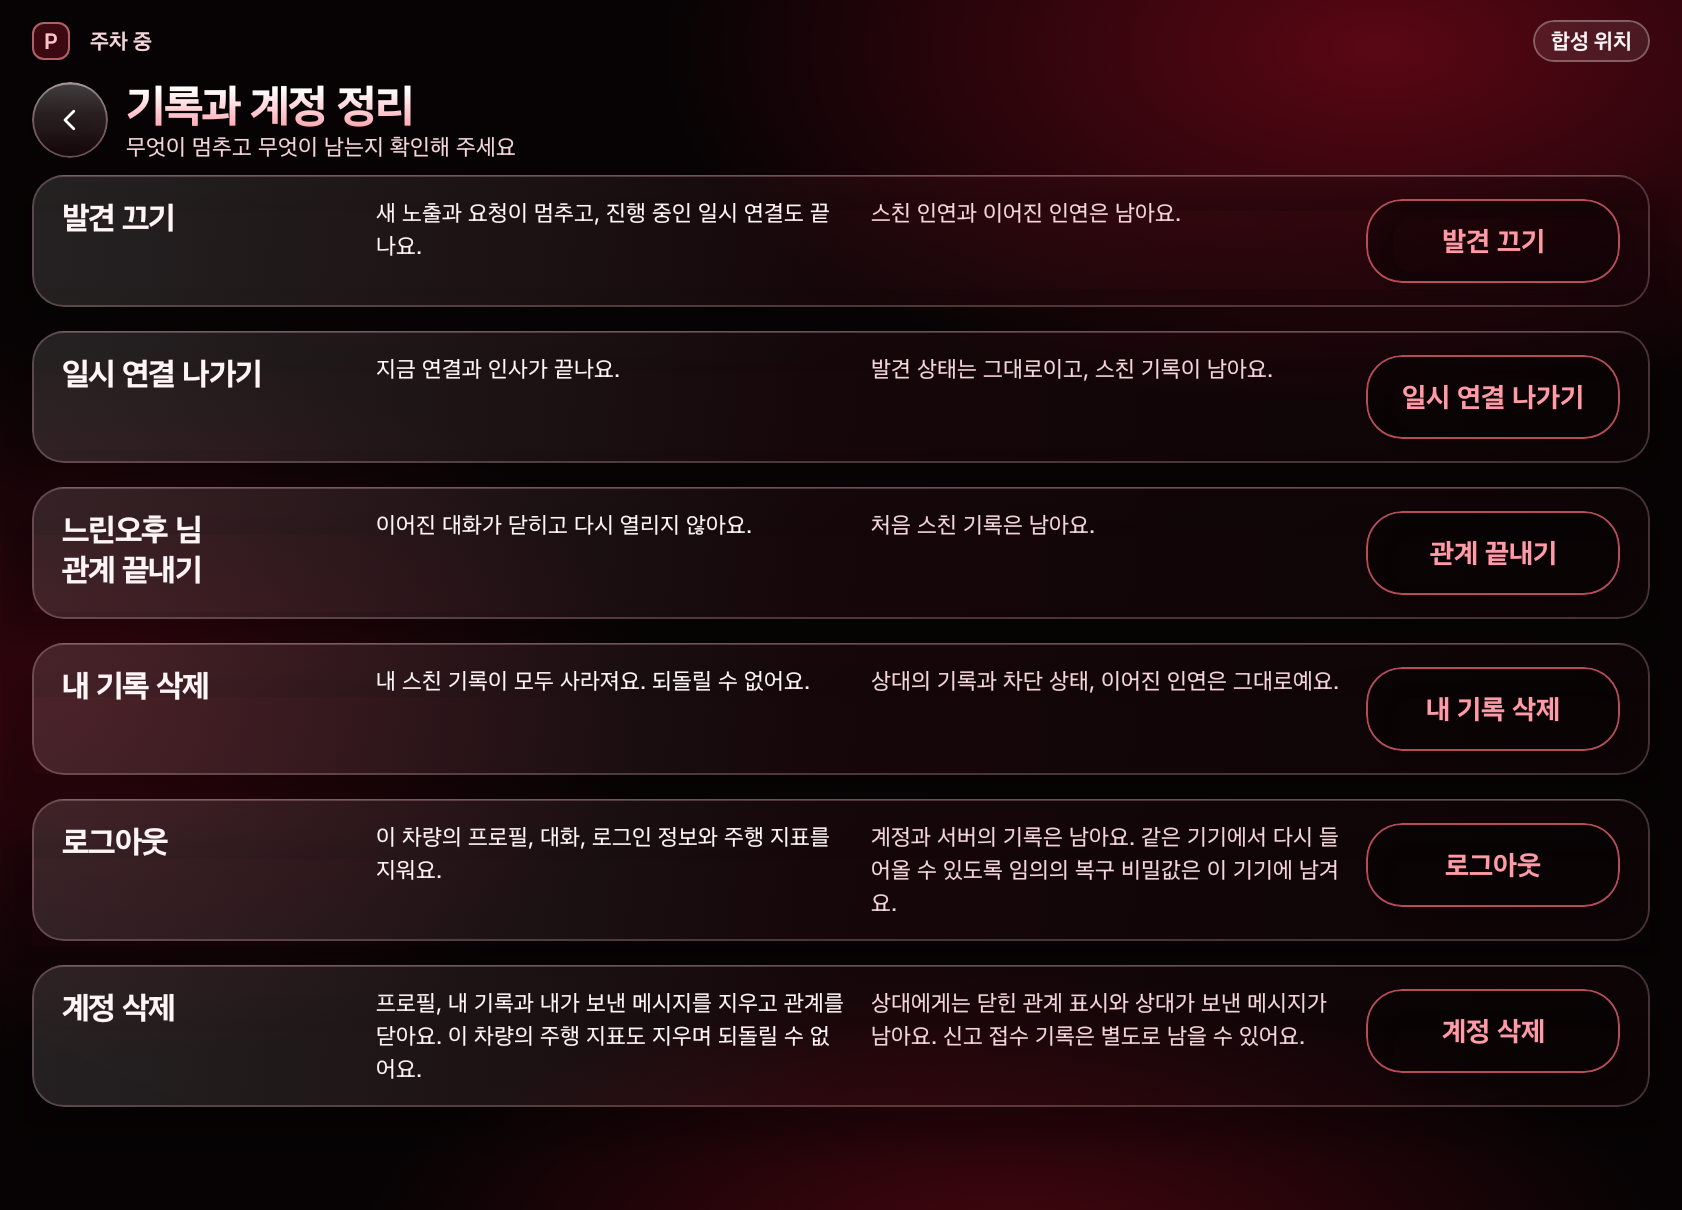 P 주차 중
합성 위치
기록과 계정 정리
무엇이 멈추고 무엇이 남는지 확인해 주세요
발견 끄기
새 노출과 요청이 멈추고, 진행 중인 일시 연결도 끝
나요.
스친 인연과 이어진 인연은 남아요.
발견 끄기
일시 연결 나가기
지금 연결과 인사가 끝나요.
발견 상태는 그대로이고, 스친 기록이 남아요.
일시 연결 나가기
느린오후 님
관계 끝내기
이어진 대화가 닫히고 다시 열리지 않아요.
처음 스친 기록은 남아요.
관계 끝내기
내 기록 삭제
내 스친 기록이 모두 사라져요. 되돌릴 수 없어요.
상대의 기록과 차단 상태, 이어진 인연은 그대로예요.
내 기록 삭제
로그아웃
이 차량의 프로필, 대화, 로그인 정보와 주행 지표를
지워요.
계정과 서버의 기록은 남아요. 같은 기기에서 다시 들
어올 수 있도록 임의의 복구 비밀값은 이 기기에 남겨
요.
로그아웃
계정 삭제
프로필, 내 기록과 내가 보낸 메시지를 지우고 관계를
닫아요. 이 차량의 주행 지표도 지우며 되돌릴 수 없
어요.
상대에게는 닫힌 관계 표시와 상대가 보낸 메시지가
남아요. 신고 접수 기록은 별도로 남을 수 있어요.
계정 삭제